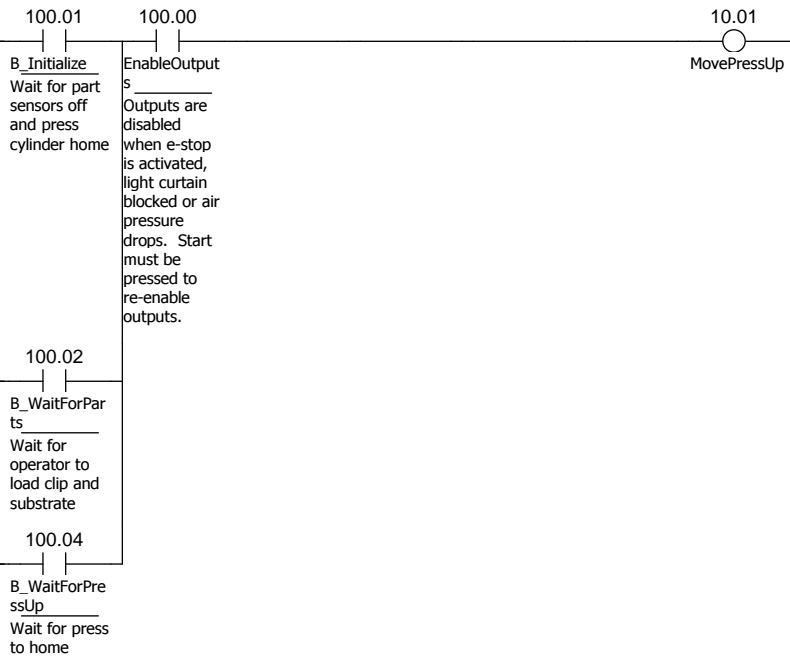 100.01
100.00
10.01
B_Initialize
EnableOutput
s
MovePressUp
Wait for part
sensors off
and press
cylinder home
Outputs are
disabled
when e-stop
is activated,
light curtain
blocked or air
pressure
drops. Start
must be
pressed to
re-enable
outputs.
100.02
B_WaitForPar
ts
Wait for
operator to
load clip and
substrate
100.04
B_WaitForPre
ssUp
Wait for press
to home